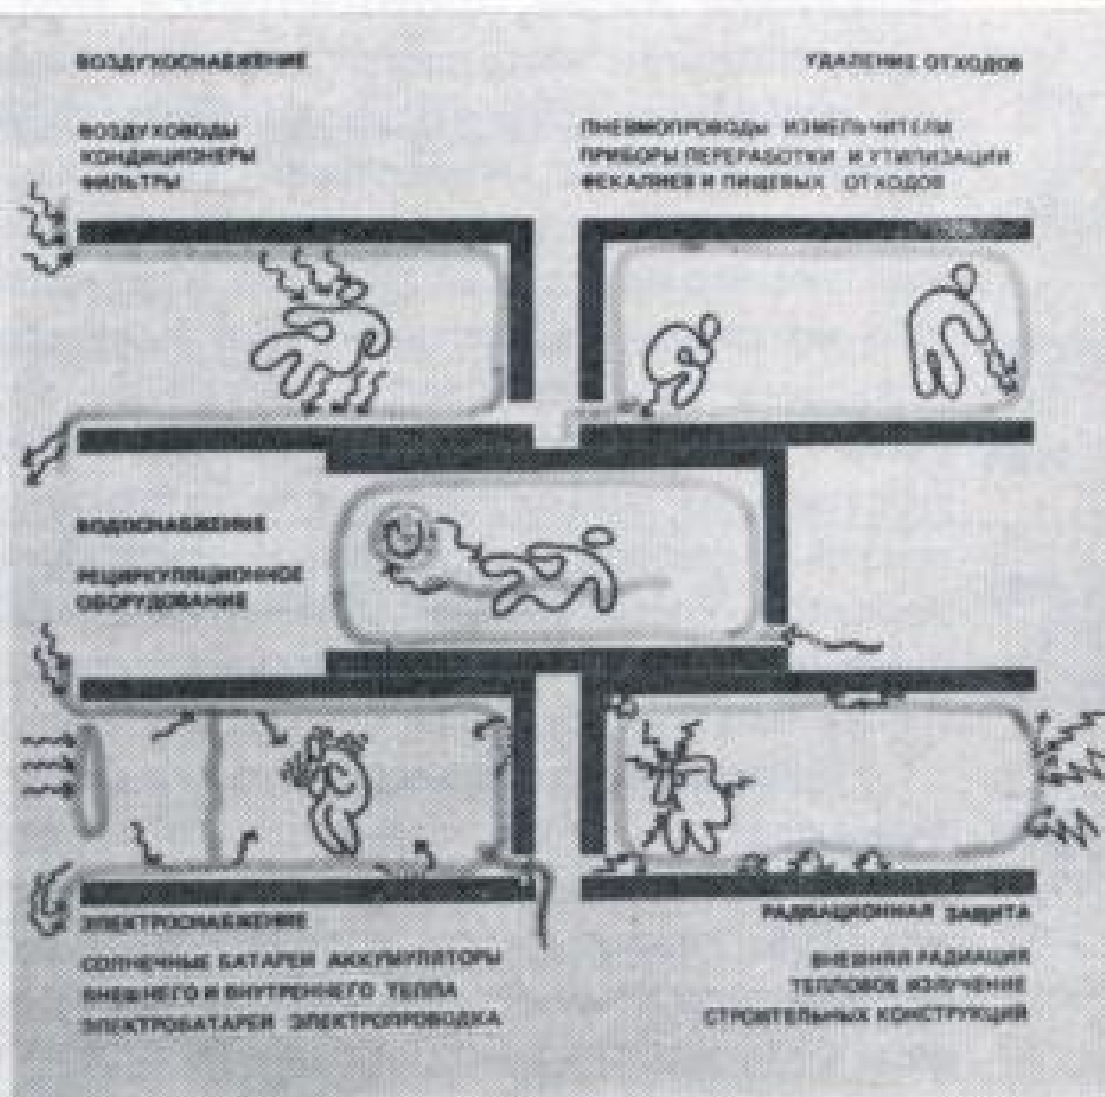 ВОЗДУХОСНАБЖЕНИЕ
ВОЗДУХОВОДЫ
КОНДИЦИОНЕРЫ
ФИЛЬТРЫ
УДАЛЕНИЕ ОТХОДОВ
ПНЕВМОПРОВОДЫ ИЗМЕЛЬЧИТЕЛИ
ПРИБОРЫ ПЕРЕРАБОТКИ И УТИЛИЗАЦИИ
ФЕКАЛИЕВ И ПИЩЕВЫХ ОТХОДОВ
ВОДОСНАБЖЕНИЕ
РЕЦИРКУЛЯЦИОННОЕ
ОБОРУДОВАНИЕ
ЭЛЕКТРОСНАБЖЕНИЕ
СОЛНЕЧНЫЕ БАТАРЕИ АККУМУЛЯТОРЫ
ВНЕШНЕГО И ВНУТРЕННЕГО ТЕПЛА
ЭЛЕКТРОБАТАРЕИ ЭЛЕКТРОПРОВОДКА
РАДИАЦИОННАЯ ЗАЩИТА
ВНЕШНЯЯ РАДИАЦИЯ
ТЕПЛОВОЕ ИЗЛУЧЕНИЕ
СТРОИТЕЛЬНЫХ КОНСТРУКЦИЙ